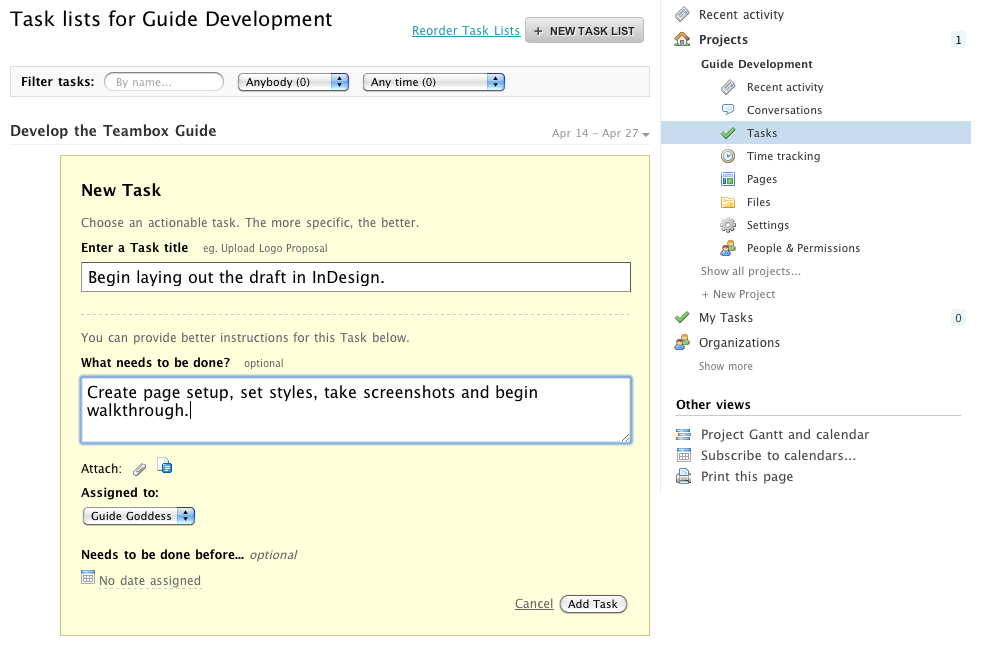 Task lists for Guide Development
Reorder Task Lists
+ NEW TASK LIST
Filter tasks:
By name...
Anybody (0)
Any time (0)
Develop the Teambox Guide
Apr 14 - Apr 27
New Task
Choose an actionable task. The more specific, the better.
Enter a Task title eg. Upload Logo Proposal
Begin laying out the draft in InDesign.
You can provide better instructions for this Task below.
What needs to be done? optional
Create page setup, set styles, take screenshots and begin
walkthrough.
Attach:
Assigned to:
Guide Goddess
Needs to be done before... optional
No date assigned
Cancel
Add Task
Recent activity
Projects 1
Guide Development
Recent activity
Conversations
Tasks
Time tracking
Pages
Files
Settings
People & Permissions
Show all projects...
+ New Project
My Tasks 0
Organizations
Show more
Other views
Project Gantt and calendar
Subscribe to calendars...
Print this page